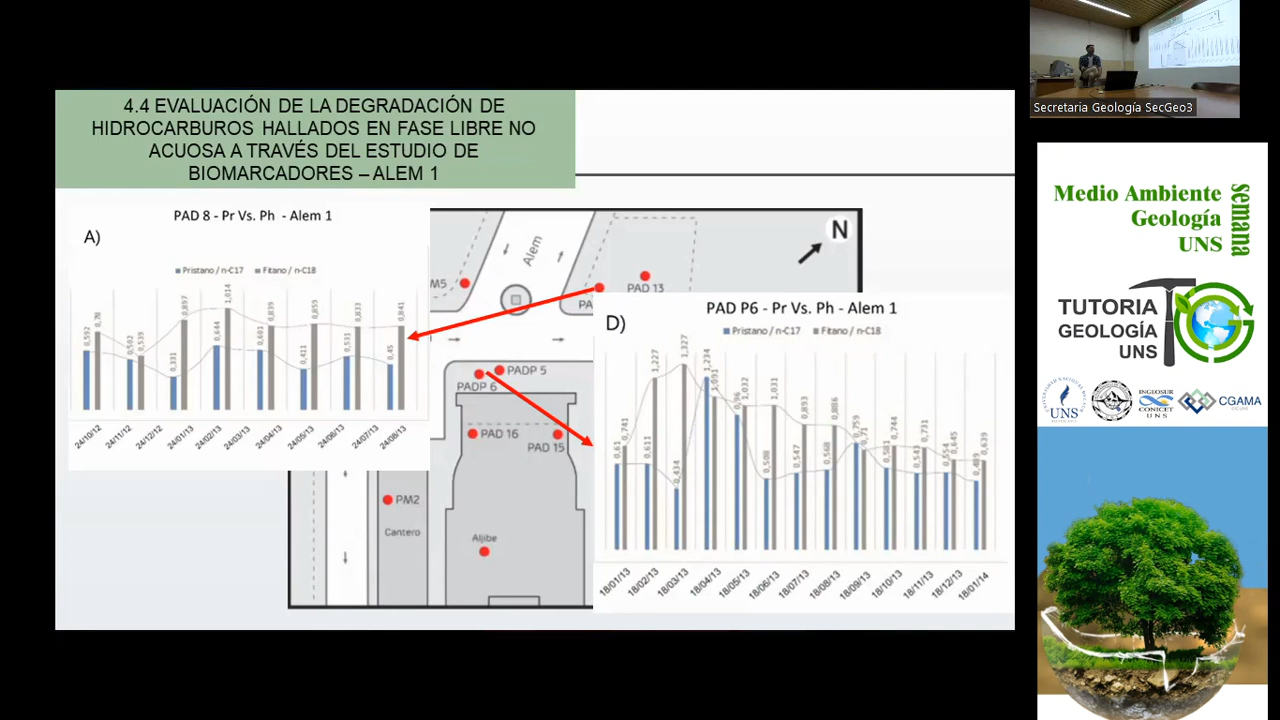 4.4 EVALUACIÓN DE LA DEGRADACIÓN DE
HIDROCARBUROS HALLADOS EN FASE LIBRE NO
ACUOSA A TRAVÉS DEL ESTUDIO DE
BIOMARCADORES – ALEM 1
PAD 8 - Pr Vs. Ph - Alem 1
A)
Pristano / n-C17 Fitano / n-C18
0,592 0,78 0,502 0,539 0,331 0,897 0,644 1,014 0,601 0,839 0,411 0,859 0,531 0,833 0,45 0,841
24/10/12 24/11/12 24/12/12 24/01/13 24/02/13 24/03/13 24/04/13 24/05/13 24/06/13 24/07/13 24/08/13
Alem
N
M5
PAD 13
PA
PADP 5
PADP 6
PAD 16
PAD 15
PM2
Cantero
Aljibe
D)
PAD P6 - Pr Vs. Ph - Alem 1
Pristano / n-C17 Fitano / n-C18
0,61 0,741 0,611 1,227 0,434 1,327 1,234 1,091 0,96 1,032 0,508 1,031 0,547 0,893 0,568 0,886 0,759 0,71 0,581 0,744 0,543 0,731 0,554 0,645 0,489 0,639
18/01/13 18/02/13 18/03/13 18/04/13 18/05/13 18/06/13 18/07/13 18/08/13 18/09/13 18/10/13 18/11/13 18/12/13 18/01/14
Secretaria Geología SecGeo3
Medio Ambiente
Geología
UNS
semana
TUTORIA
GEOLOGÍA
UNS
UNS
INGEOSUR
CONICET
UNS
CGAMA